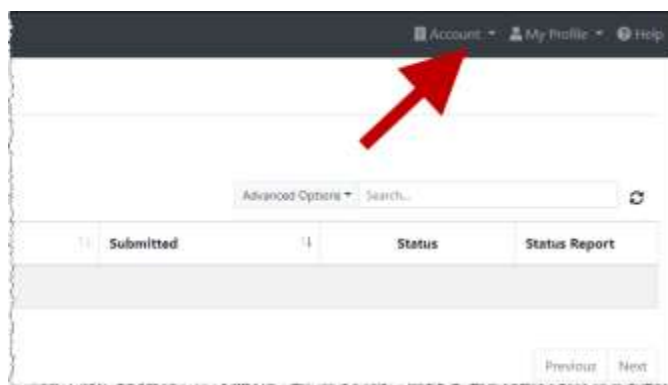 Account My Profile Help
Advanced Options Search...
Submitted Status Status Report
Previous Next